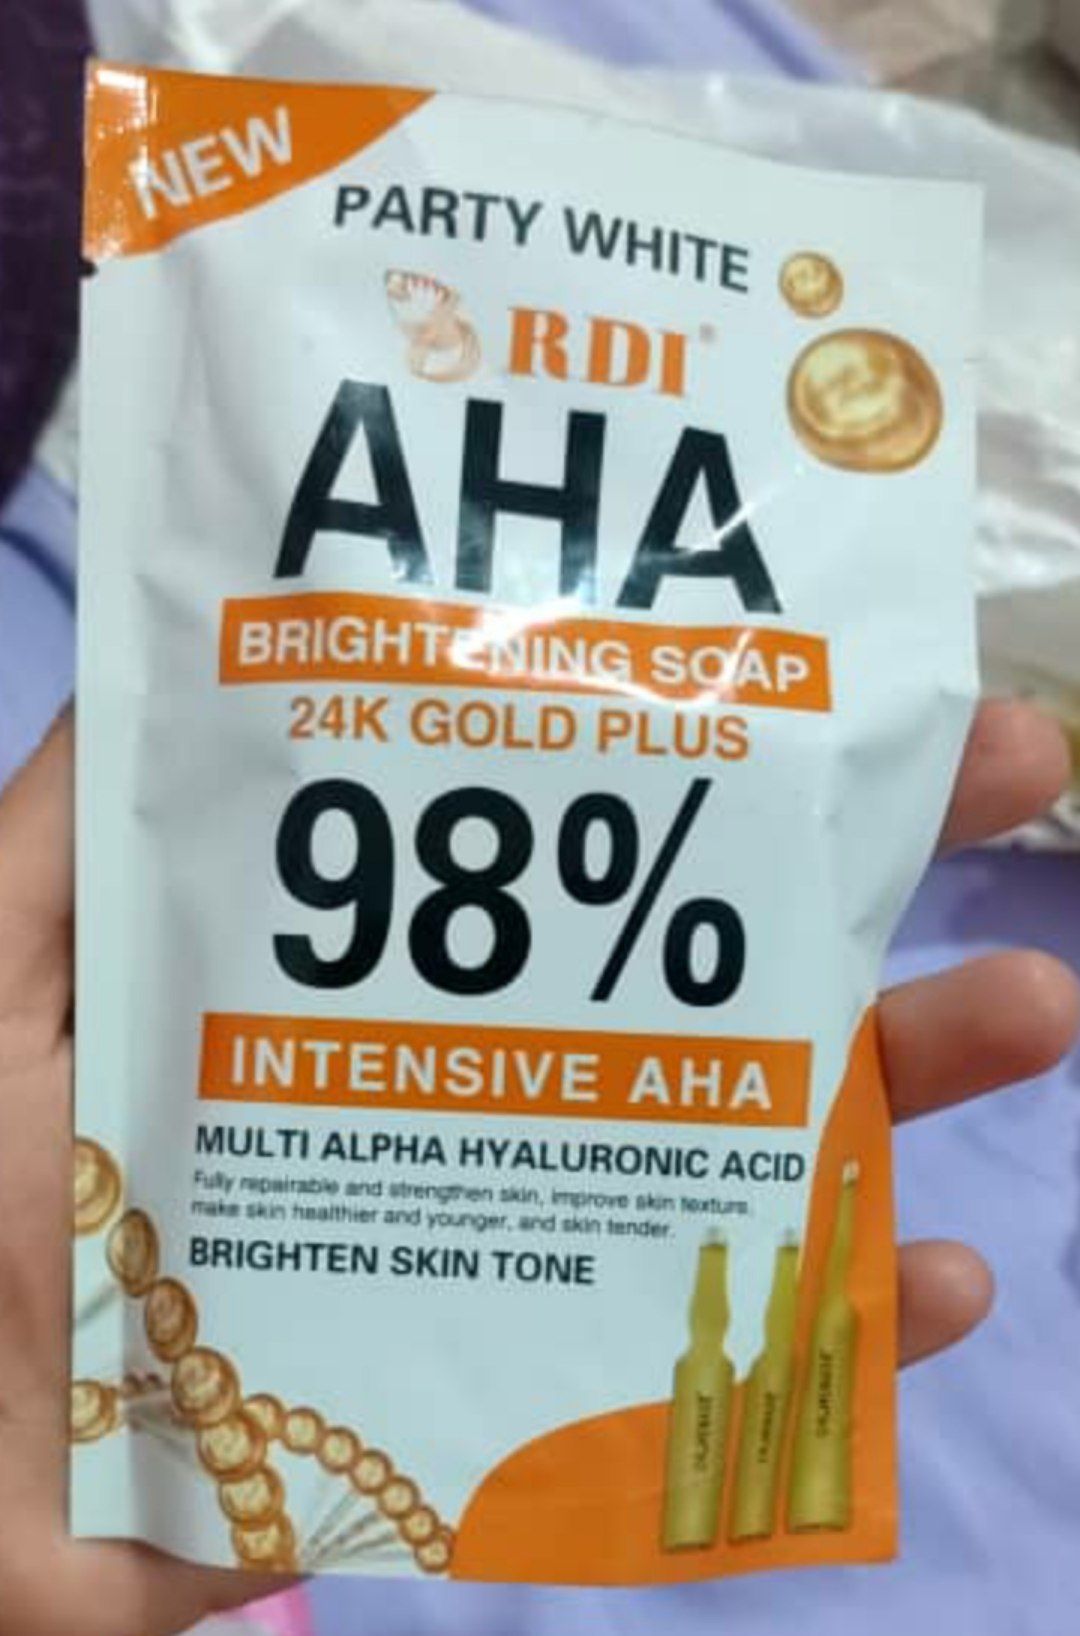 NEW
PARTY WHITE
RDI®
AHA
BRIGHTENING SOAP
24K GOLD PLUS
98%
INTENSIVE AHA
MULTI ALPHA HYALURONIC ACID
Fully repairable and strengthen skin, improve skin texture,
make skin healthier and younger, and skin tender.
BRIGHTEN SKIN TONE